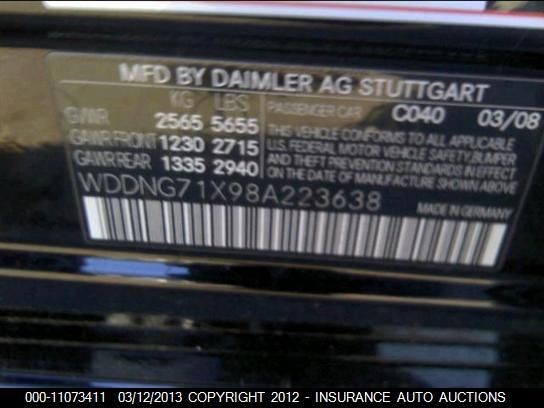 MFD BY DAIMLER AG STUTTGART
KG LBS
GVWR 2565 5655
GAWR FRONT 1230 2715
GAWR REAR 1335 2940
PASSENGER CAR C040 03/08
THIS VEHICLE CONFORMS TO ALL APPLICABLE
U.S. FEDERAL MOTOR VEHICLE SAFETY, BUMPER
AND THEFT PREVENTION STANDARDS IN EFFECT
ON THE DATE OF MANUFACTURE SHOWN ABOVE
WDDNG71X98A223638
MADE IN GERMANY
000-11073411 03/12/2013 COPYRIGHT 2012 - INSURANCE AUTO AUCTIONS